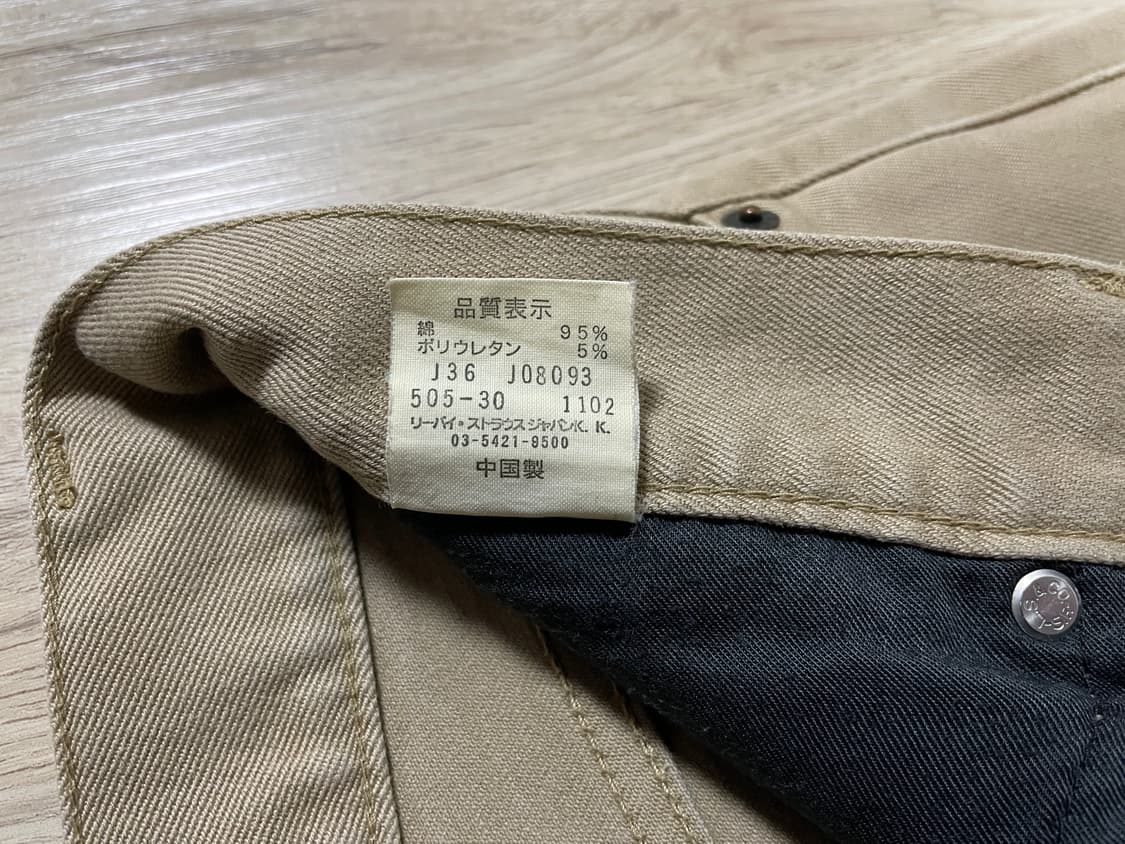 品質表示
綿 95%
ポリウレタン 5%
J36 J08093
505-30 1102
リーバイ・ストラウスジャパンK. K.
03-5421-9500
中国製